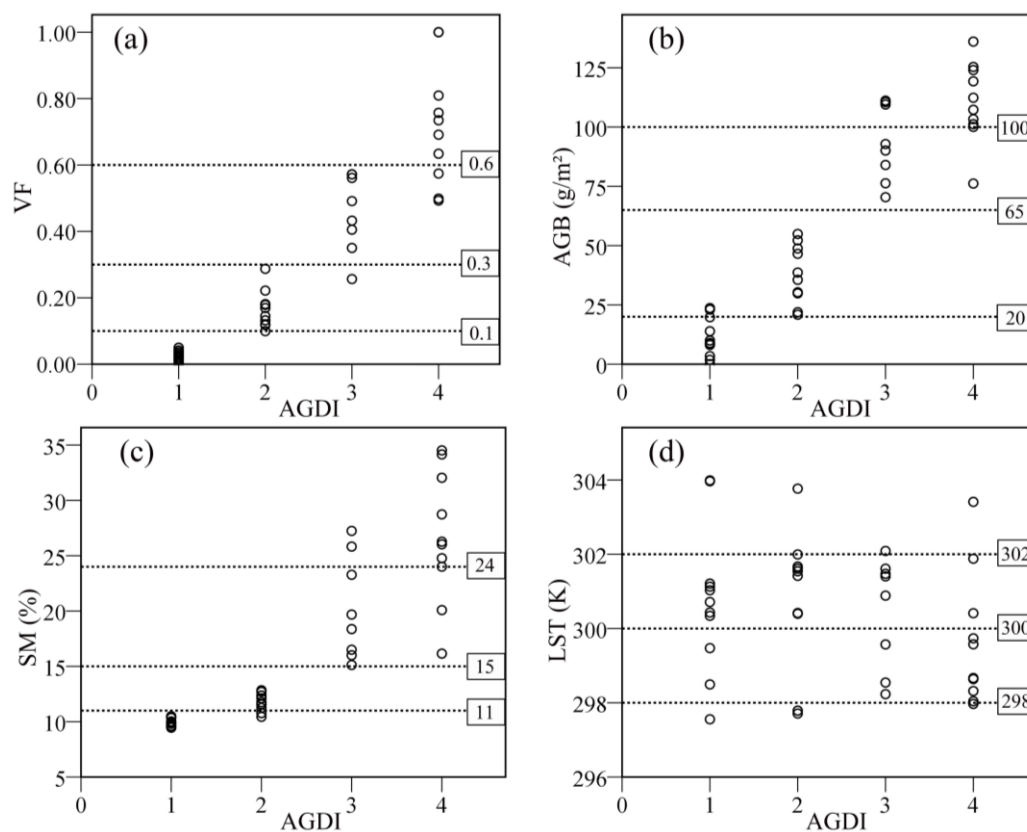 (a)
VF
1.00
0.80
0.60
0.40
0.20
0.00
0.6
0.3
0.1
0 1 2 3 4
AGDI
(b)
AGB (g/m²)
125
100
75
50
25
0
100
65
20
0 1 2 3 4
AGDI
(c)
SM (%)
35
30
25
20
15
10
5
24
15
11
0 1 2 3 4
AGDI
(d)
LST (K)
304
302
300
298
296
302
300
298
0 1 2 3 4
AGDI